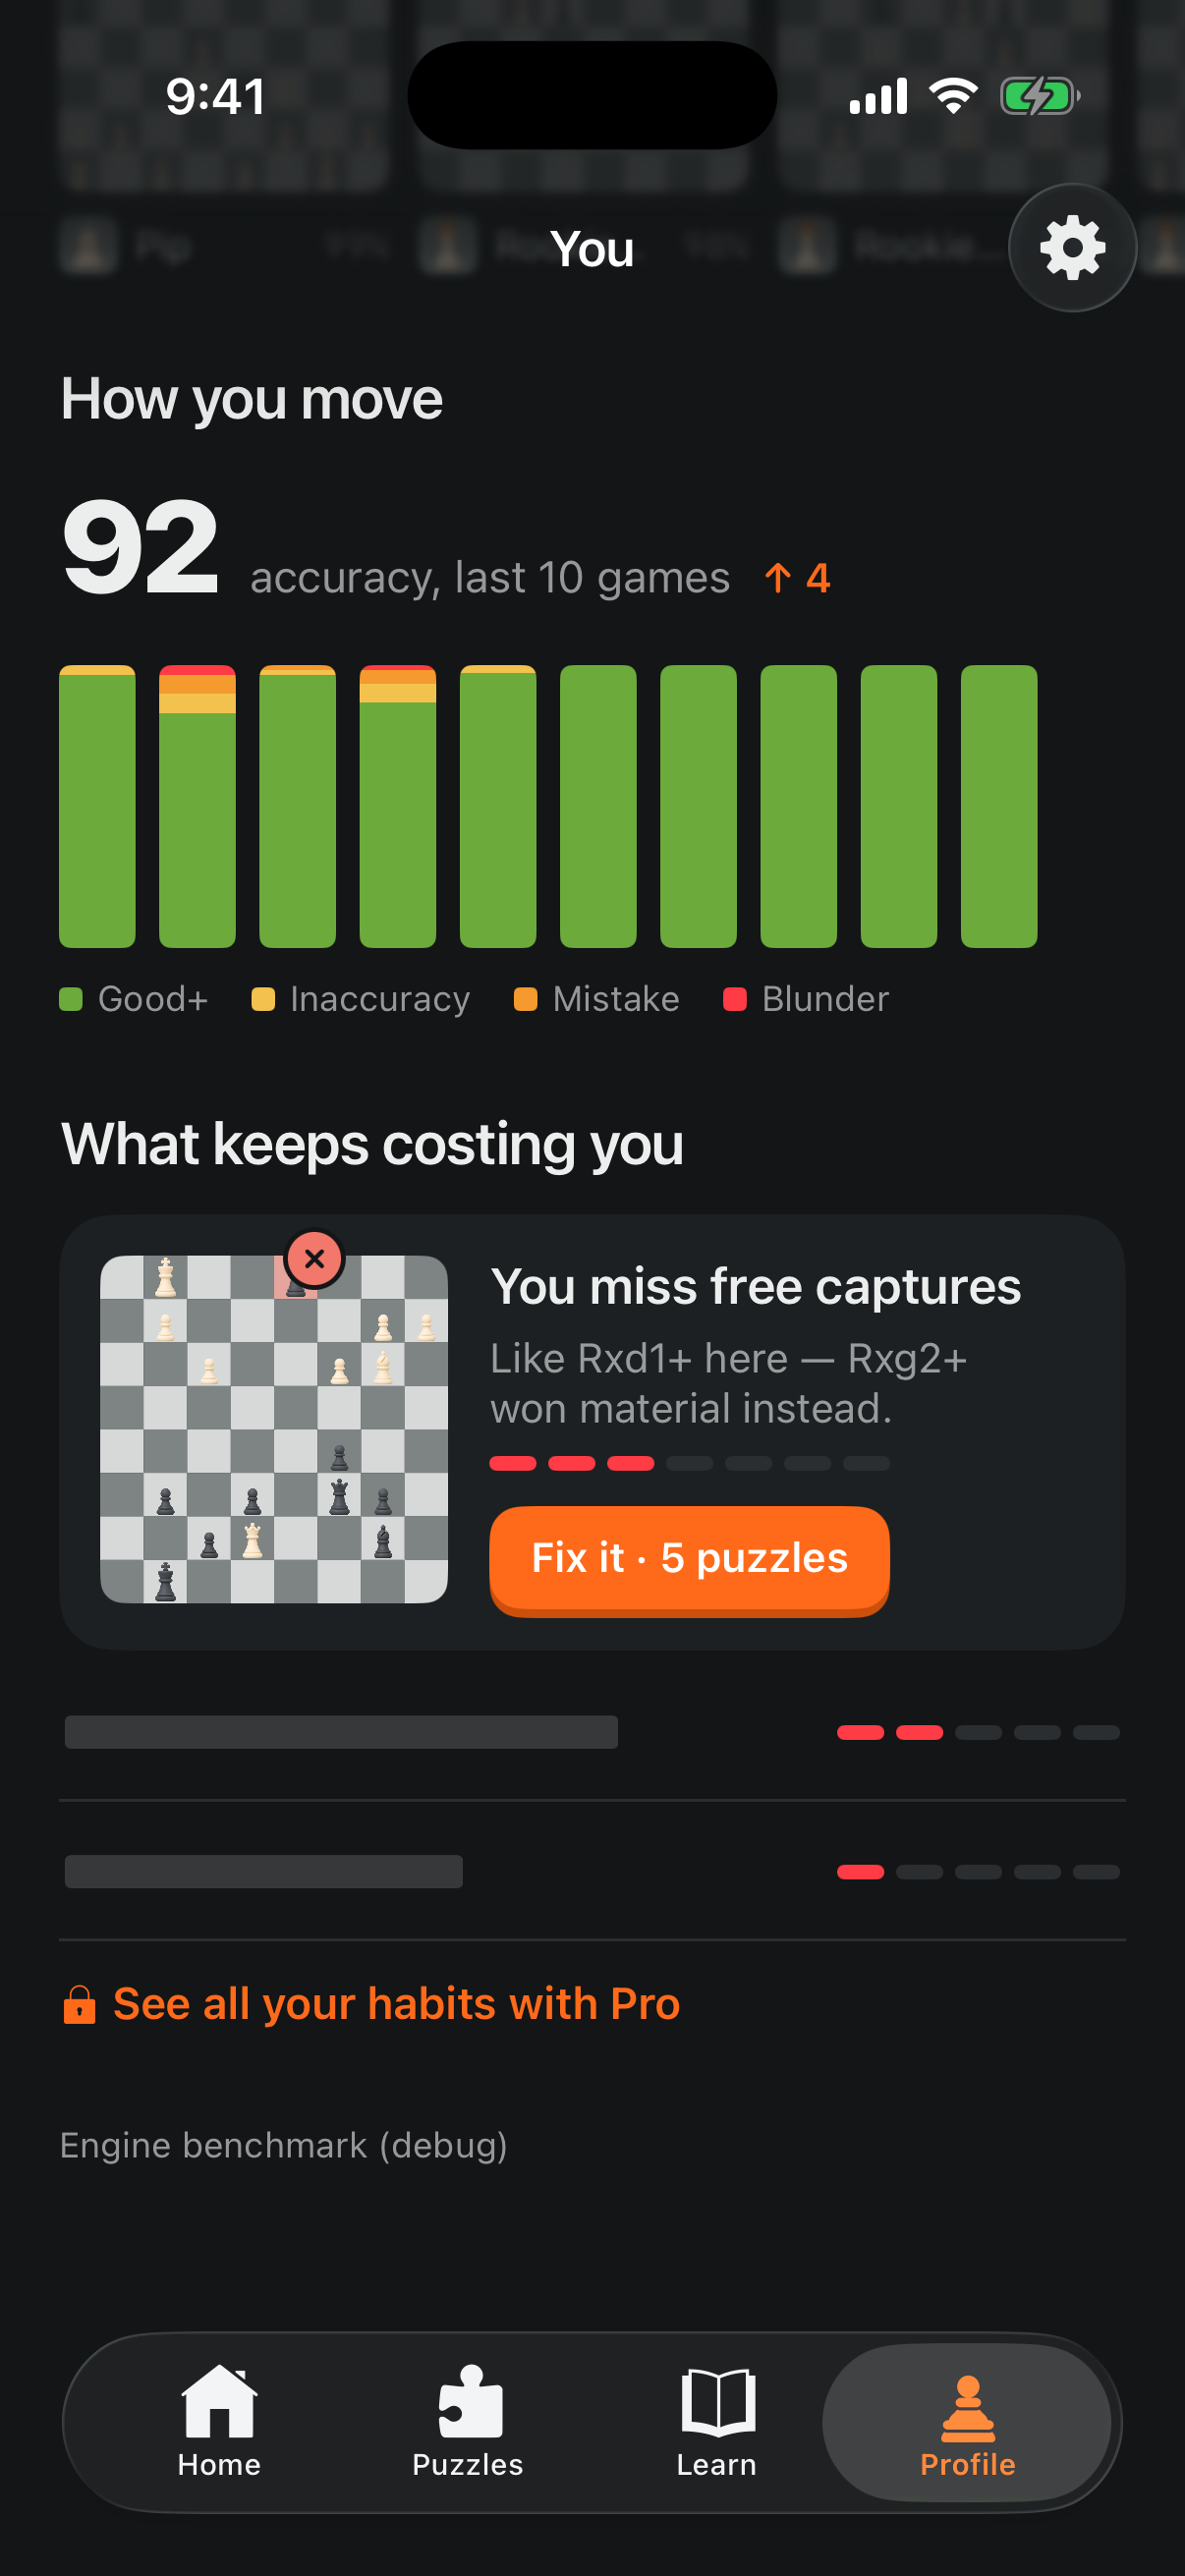 9:41
Pip
You
Rookie...
How you move
92 accuracy, last 10 games ↑ 4
Good+ Inaccuracy Mistake Blunder
What keeps costing you
You miss free captures
Like Rxd1+ here — Rxg2+
won material instead.
Fix it · 5 puzzles
See all your habits with Pro
Engine benchmark (debug)
Home Puzzles Learn Profile